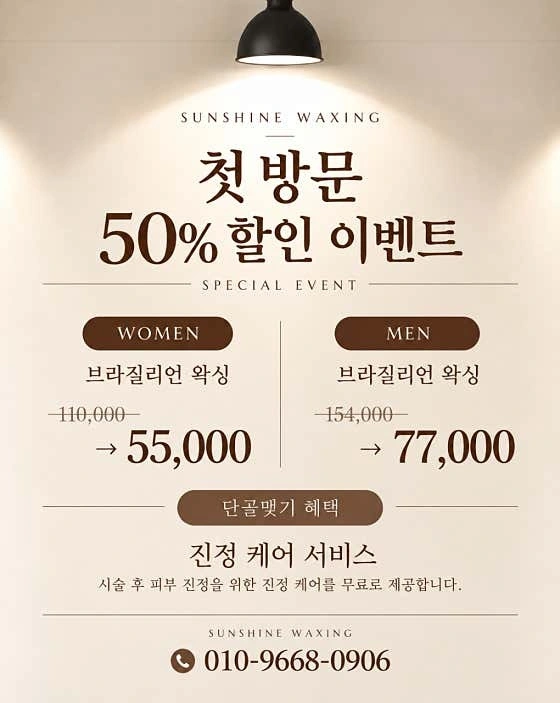 SUNSHINE WAXING
첫 방문
50% 할인 이벤트
SPECIAL EVENT
WOMEN
브라질리언 왁싱
110,000
→ 55,000
MEN
브라질리언 왁싱
154,000
→ 77,000
단골맺기 혜택
진정 케어 서비스
시술 후 피부 진정을 위한 진정 케어를 무료로 제공합니다.
SUNSHINE WAXING
010-9668-0906